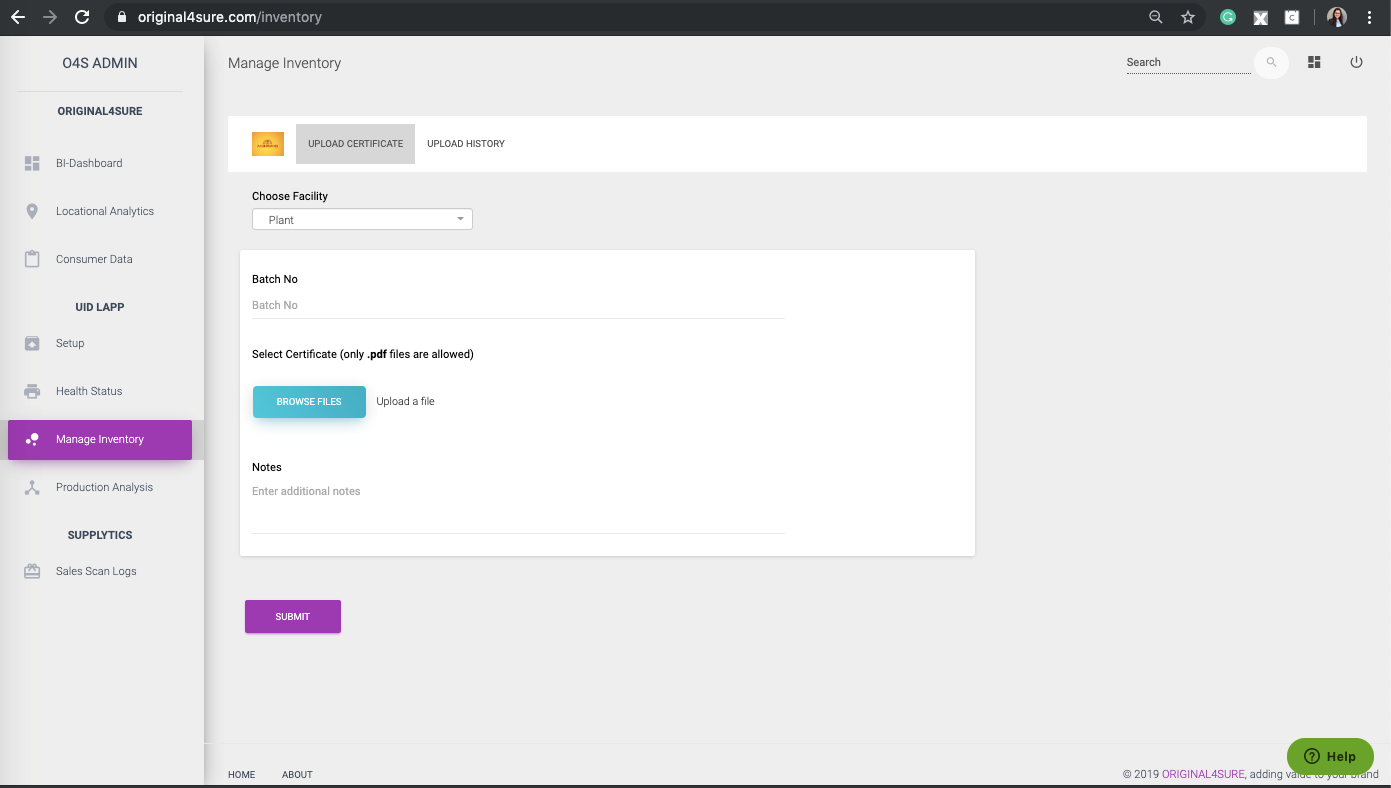 original4sure.com/inventory
O4S ADMIN
ORIGINAL4SURE
BI-Dashboard
Locational Analytics
Consumer Data
UID LAPP
Setup
Health Status
Manage Inventory
Production Analysis
SUPPLYTICS
Sales Scan Logs
Manage Inventory
Search
UPLOAD CERTIFICATE
UPLOAD HISTORY
Choose Facility
Plant
Batch No
Batch No
Select Certificate (only .pdf files are allowed)
BROWSE FILES Upload a file
Notes
Enter additional notes
SUBMIT
HOME ABOUT
Help
© 2019 ORIGINAL4SURE, adding value to your brand